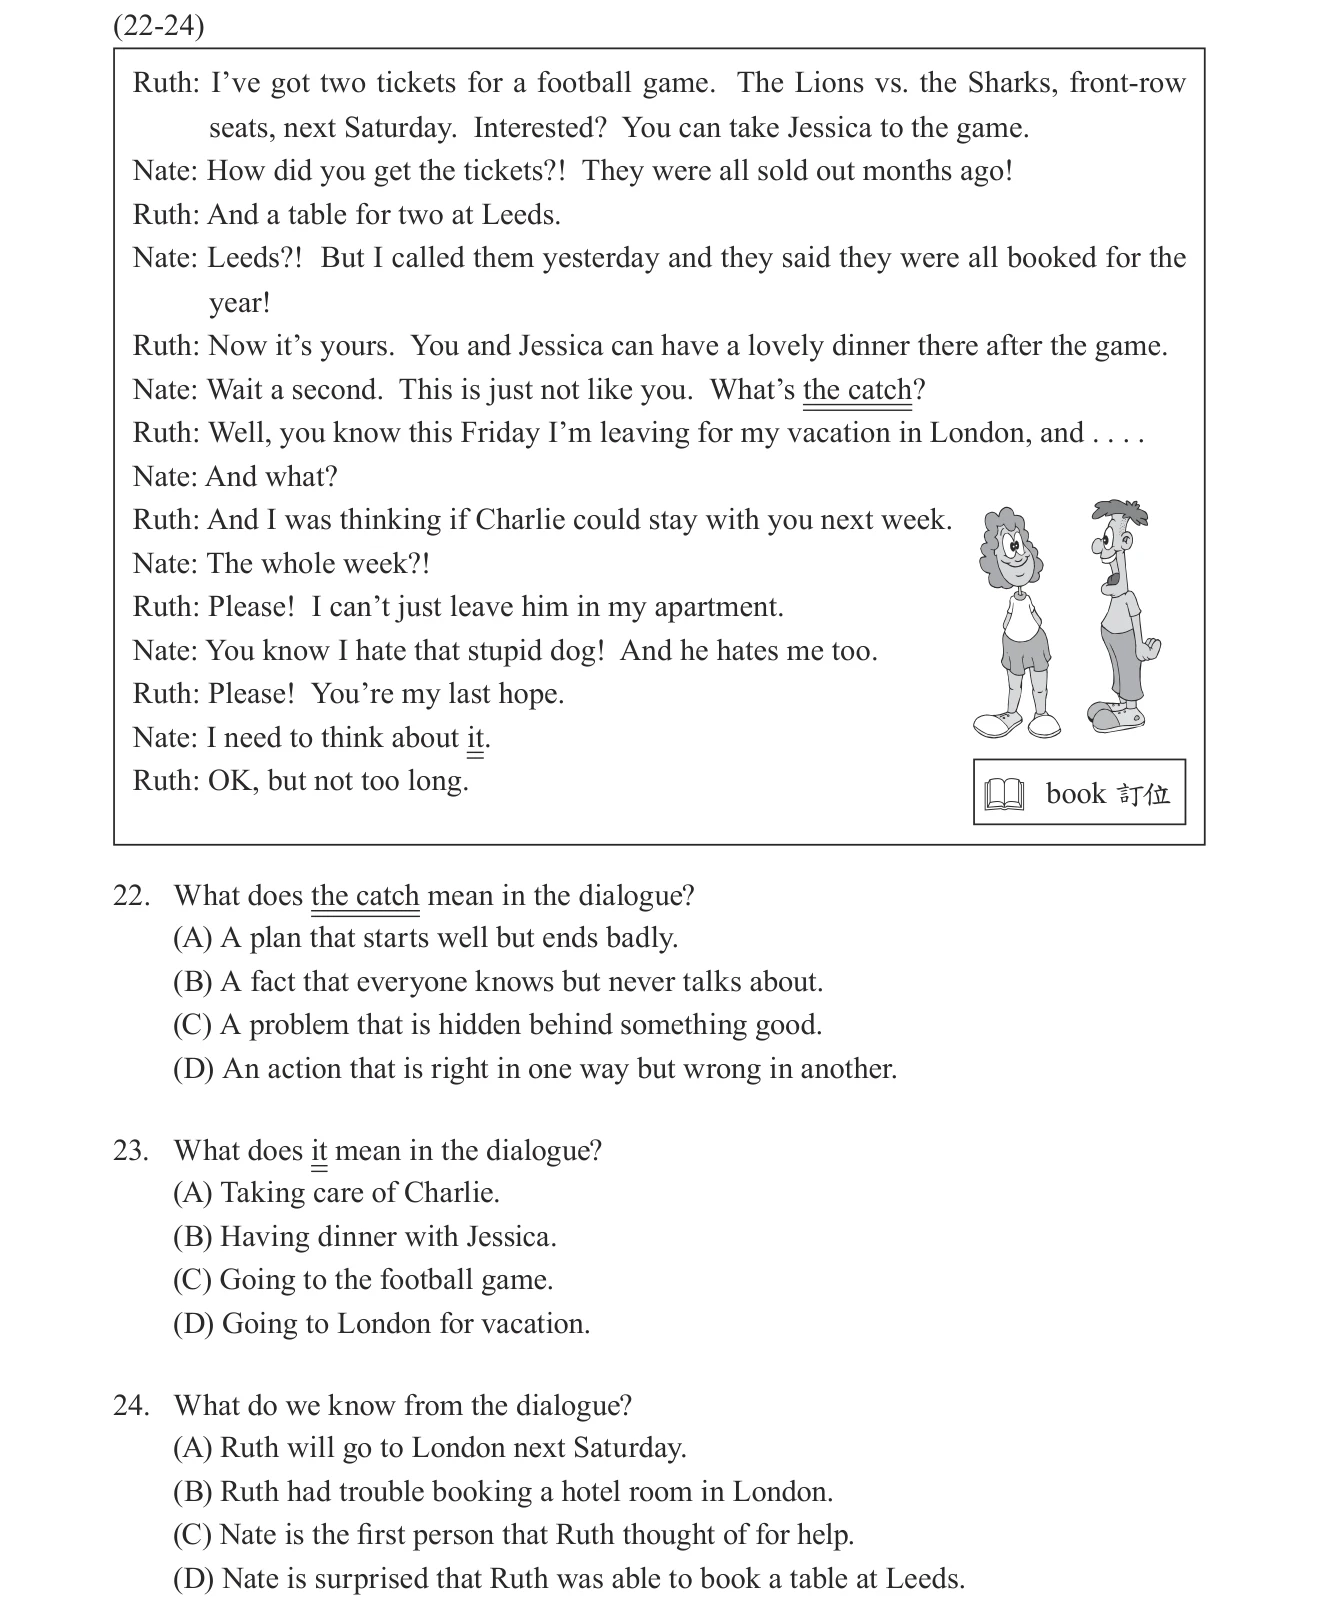 (22-24)
Ruth: I’ve got two tickets for a football game. The Lions vs. the Sharks, front-row
seats, next Saturday. Interested? You can take Jessica to the game.
Nate: How did you get the tickets?! They were all sold out months ago!
Ruth: And a table for two at Leeds.
Nate: Leeds?! But I called them yesterday and they said they were all booked for the
year!
Ruth: Now it’s yours. You and Jessica can have a lovely dinner there after the game.
Nate: Wait a second. This is just not like you. What’s the catch?
Ruth: Well, you know this Friday I’m leaving for my vacation in London, and . . . .
Nate: And what?
Ruth: And I was thinking if Charlie could stay with you next week.
Nate: The whole week?!
Ruth: Please! I can’t just leave him in my apartment.
Nate: You know I hate that stupid dog! And he hates me too.
Ruth: Please! You’re my last hope.
Nate: I need to think about it.
Ruth: OK, but not too long.
book 訂位
22. What does the catch mean in the dialogue?
(A) A plan that starts well but ends badly.
(B) A fact that everyone knows but never talks about.
(C) A problem that is hidden behind something good.
(D) An action that is right in one way but wrong in another.
23. What does it mean in the dialogue?
(A) Taking care of Charlie.
(B) Having dinner with Jessica.
(C) Going to the football game.
(D) Going to London for vacation.
24. What do we know from the dialogue?
(A) Ruth will go to London next Saturday.
(B) Ruth had trouble booking a hotel room in London.
(C) Nate is the first person that Ruth thought of for help.
(D) Nate is surprised that Ruth was able to book a table at Leeds.